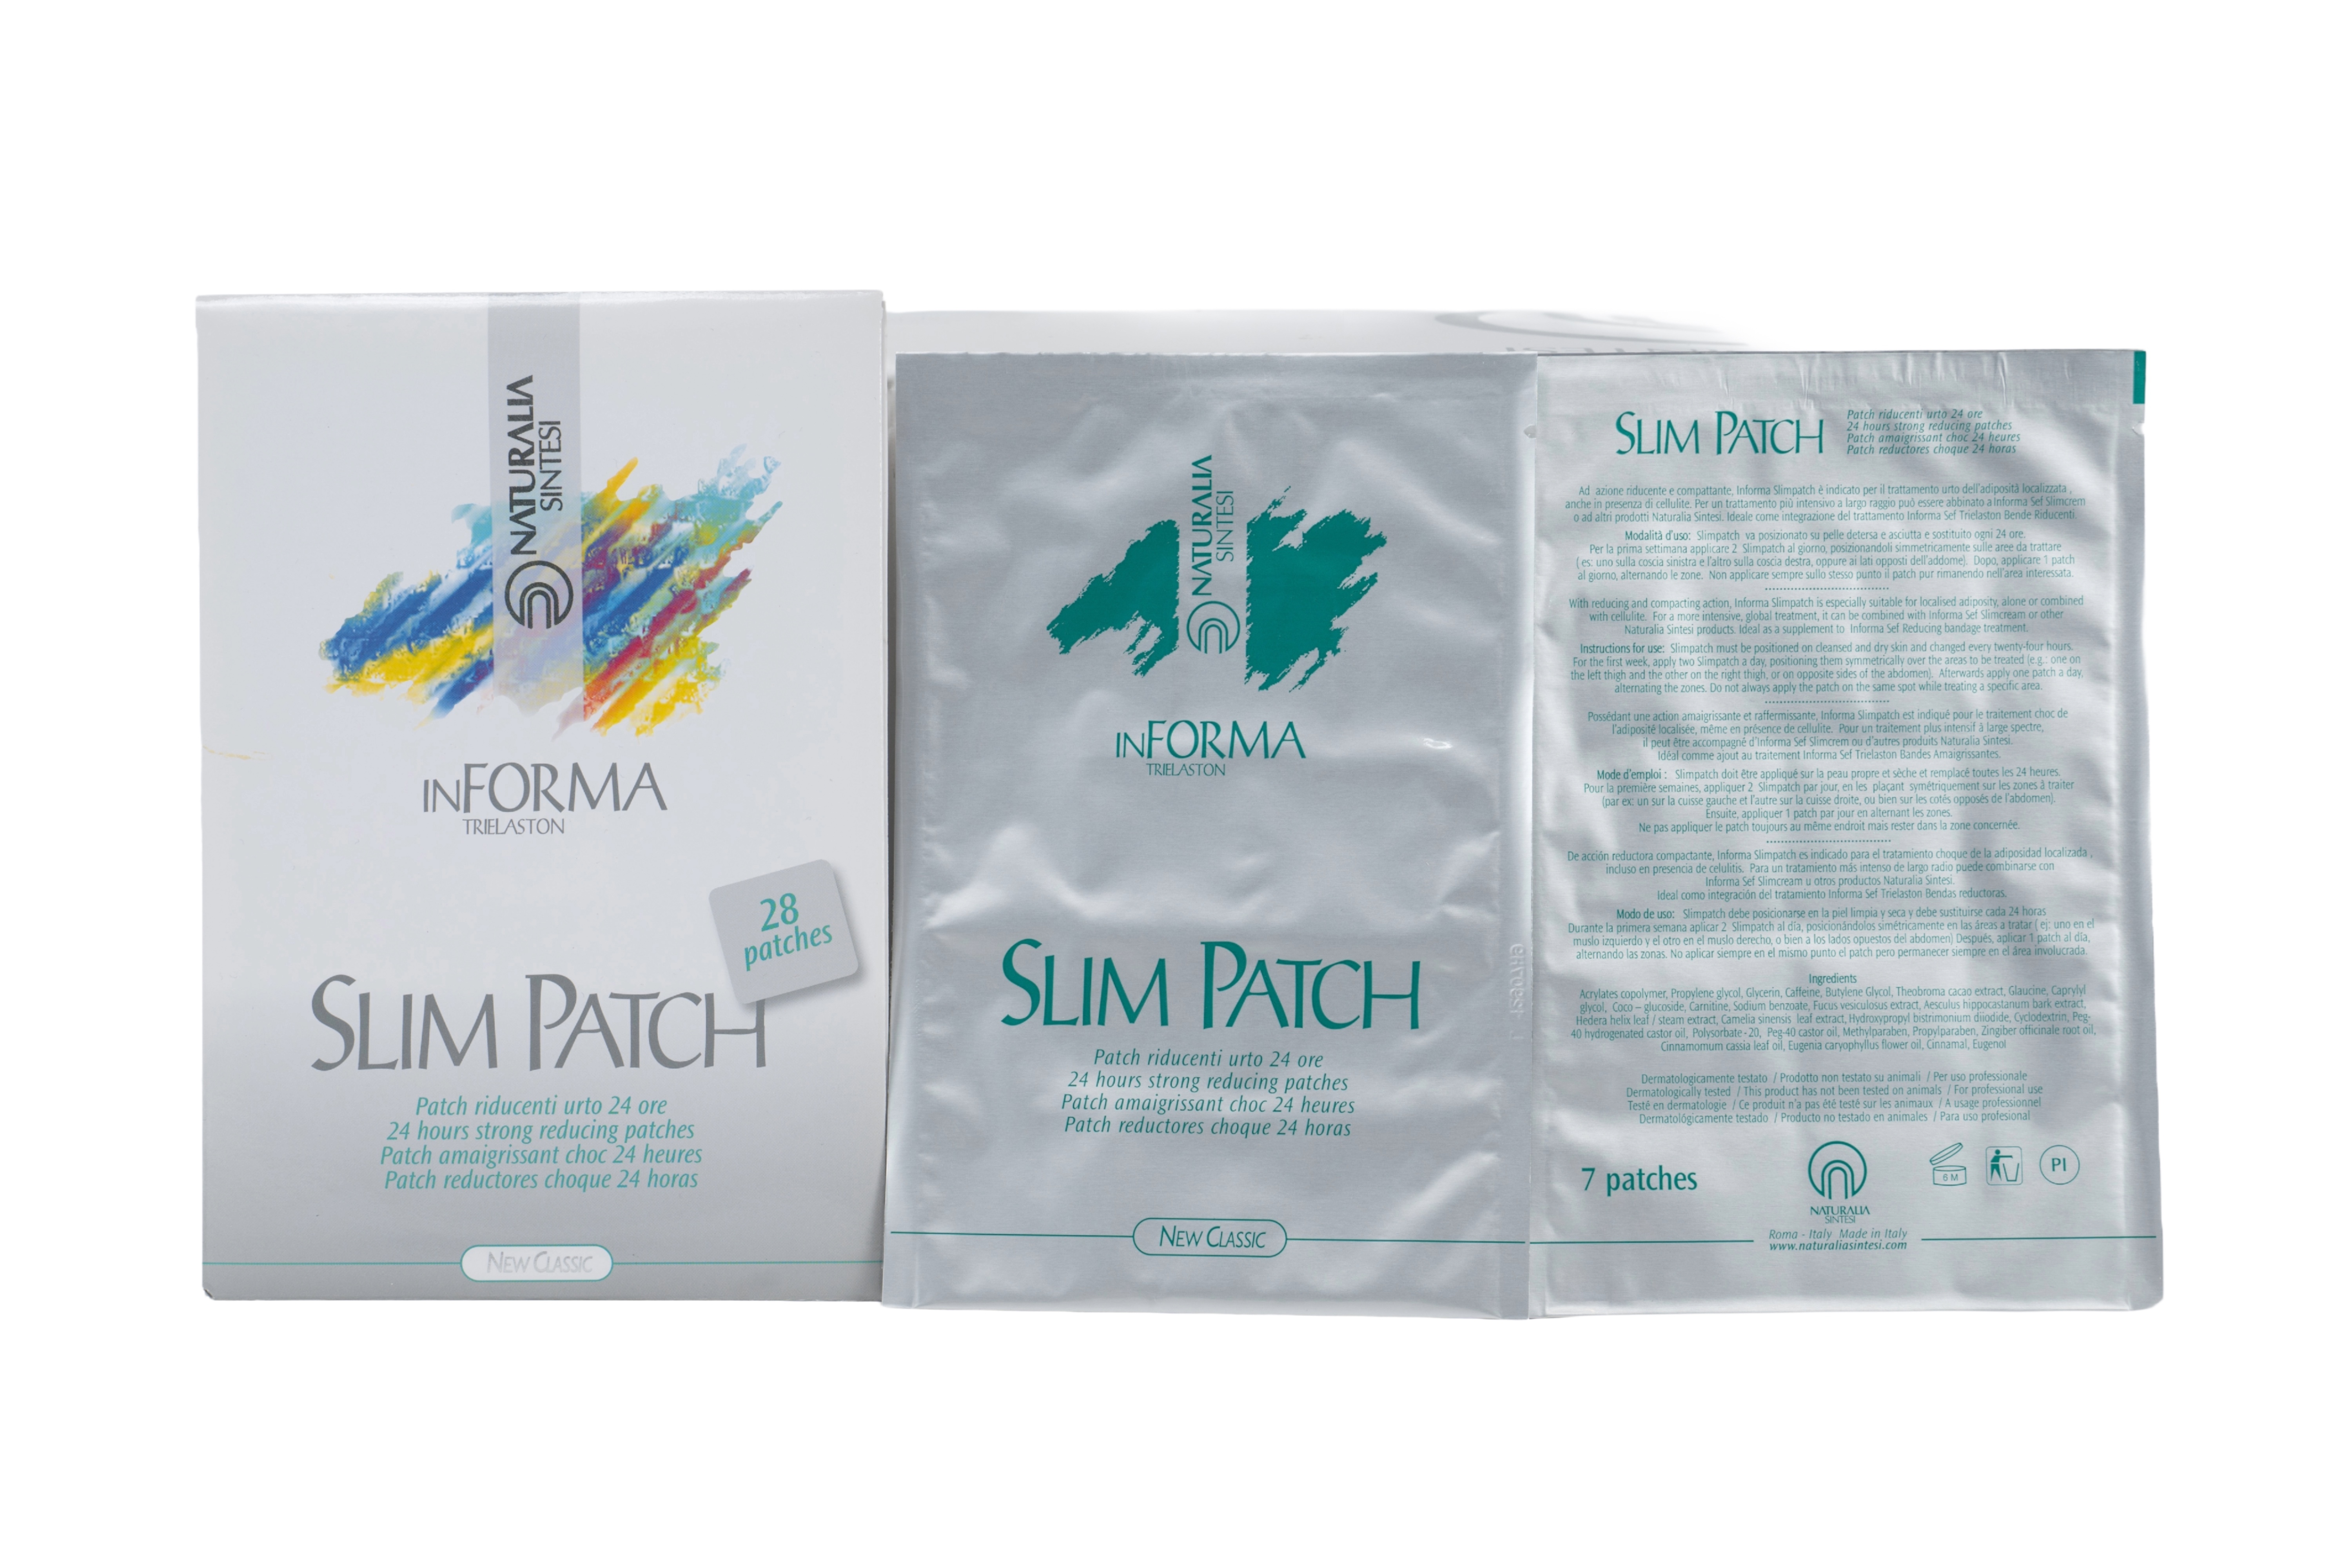 NATURALIA
SINTESI
INFORMA
TRIELASTON
28
patches
SLIM PATCH
Patch riducenti urto 24 ore
24 hours strong reducing patches
Patch amaigrissant choc 24 heures
Patch reductores choque 24 horas
NEW CLASSIC
NATURALIA
SINTESI
INFORMA
TRIELASTON
SLIM PATCH
Patch riducenti urto 24 ore
24 hours strong reducing patches
Patch amaigrissant choc 24 heures
Patch reductores choque 24 horas
NEW CLASSIC
SLIM PATCH
Patch riducenti urto 24 ore
24 hours strong reducing patches
Patch amaigrissant choc 24 heures
Patch reductores choque 24 horas
Ad azione riducente e compattante, Informa Slimpatch è indicato per il trattamento urto dell'adiposità localizzata ,
anche in presenza di cellulite. Per un trattamento più intensivo a largo raggio può essere abbinato a Informa Sef Slimcrem
o ad altri prodotti Naturalia Sintesi. Ideale come integrazione del trattamento Informa Sef Trielaston Bende Riducenti.
Modalità d'uso: Slimpatch va posizionato su pelle detersa e asciutta e sostituito ogni 24 ore.
Per la prima settimana applicare 2 Slimpatch al giorno, posizionandoli simmetricamente sulle aree da trattare
( es: uno sulla coscia sinistra e l'altro sulla coscia destra, oppure ai lati opposti dell'addome). Dopo, applicare 1 patch
al giorno, alternando le zone. Non applicare sempre sullo stesso punto il patch pur rimanendo nell'area interessata.
With reducing and compacting action, Informa Slimpatch is especially suitable for localised adiposity, alone or combined
with cellulite. For a more intensive, global treatment, it can be combined with Informa Sef Slimcream or other
Naturalia Sintesi products. Ideal as a supplement to Informa Sef Reducing bandage treatment.
Instructions for use: Slimpatch must be positioned on cleansed and dry skin and changed every twenty-four hours.
For the first week, apply two Slimpatch a day, positioning them symmetrically over the areas to be treated (e.g.: one on
the left thigh and the other on the right thigh, or on opposite sides of the abdomen). Afterwards apply one patch a day,
alternating the zones. Do not always apply the patch on the same spot while treating a specific area.
Possédant une action amaigrissante et raffermissante, Informa Slimpatch est indiqué pour le traitement choc de
l'adiposité localisée, même en présence de cellulite. Pour un traitement plus intensif à large spectre,
il peut être accompagné d'Informa Sef Slimcrem ou d'autres produits Naturalia Sintesi.
Idéal comme ajout au traitement Informa Sef Trielaston Bandes Amaigrissantes.
Mode d'emploi : Slimpatch doit être appliqué sur la peau propre et sèche et remplacé toutes les 24 heures.
Pour la première semaines, appliquer 2 Slimpatch par jour, en les plaçant symétriquement sur les zones à traiter
(par ex: un sur la cuisse gauche et l'autre sur la cuisse droite, ou bien sur les cotés opposés de l'abdomen).
Ensuite, appliquer 1 patch par jour en alternant les zones.
Ne pas appliquer le patch toujours au même endroit mais rester dans la zone concernée.
De acción reductora compactante, Informa Slimpatch es indicado para el tratamiento choque de la adiposidad localizada ,
incluso en presencia de celulitis. Para un tratamiento más intenso de largo radio puede combinarse con
Informa Sef Slimcream u otros productos Naturalia Sintesi.
Ideal como integración del tratamiento Informa Sef Trielaston Bendas reductoras.
Modo de uso: Slimpatch debe posicionarse en la piel limpia y seca y debe sustituirse cada 24 horas
Durante la primera semana aplicar 2 Slimpatch al día, posicionándolos simétricamente en las áreas a tratar ( ej: uno en el
muslo izquierdo y el otro en el muslo derecho, o bien a los lados opuestos del abdomen) Después, aplicar 1 patch al día,
alternando las zonas. No aplicar siempre en el mismo punto el patch pero permanecer siempre en el área involucrada.
Ingredients
Acrylates copolymer, Propylene glycol, Glycerin, Caffeine, Butylene Glycol, Theobroma cacao extract, Glaucine, Caprylyl
glycol, Coco – glucoside, Carnitine, Sodium benzoate, Fucus vesiculosus extract, Aesculus hippocastanum bark extract,
Hedera helix leaf / steam extract, Camelia sinensis leaf extract, Hydroxypropyl bistrimonium diiodide, Cyclodextrin, Peg-
40 hydrogenated castor oil, Polysorbate - 20, Peg-40 castor oil, Methylparaben, Propylparaben, Zingiber officinale root oil,
Cinnamomum cassia leaf oil, Eugenia caryophyllus flower oil, Cinnamal, Eugenol
Dermatologicamente testato / Prodotto non testato su animali / Per uso professionale
Dermatologically tested / This product has not been tested on animals / For professional use
Testé en dermatologie / Ce produit n'a pas été testé sur les animaux / A usage professionnel
Dermatológicamente testado / Producto no testado en animales / Para uso profesional
7 patches
NATURALIA
SINTESI
6 M
PI
Roma - Italy Made in Italy
www.naturaliasintesi.com